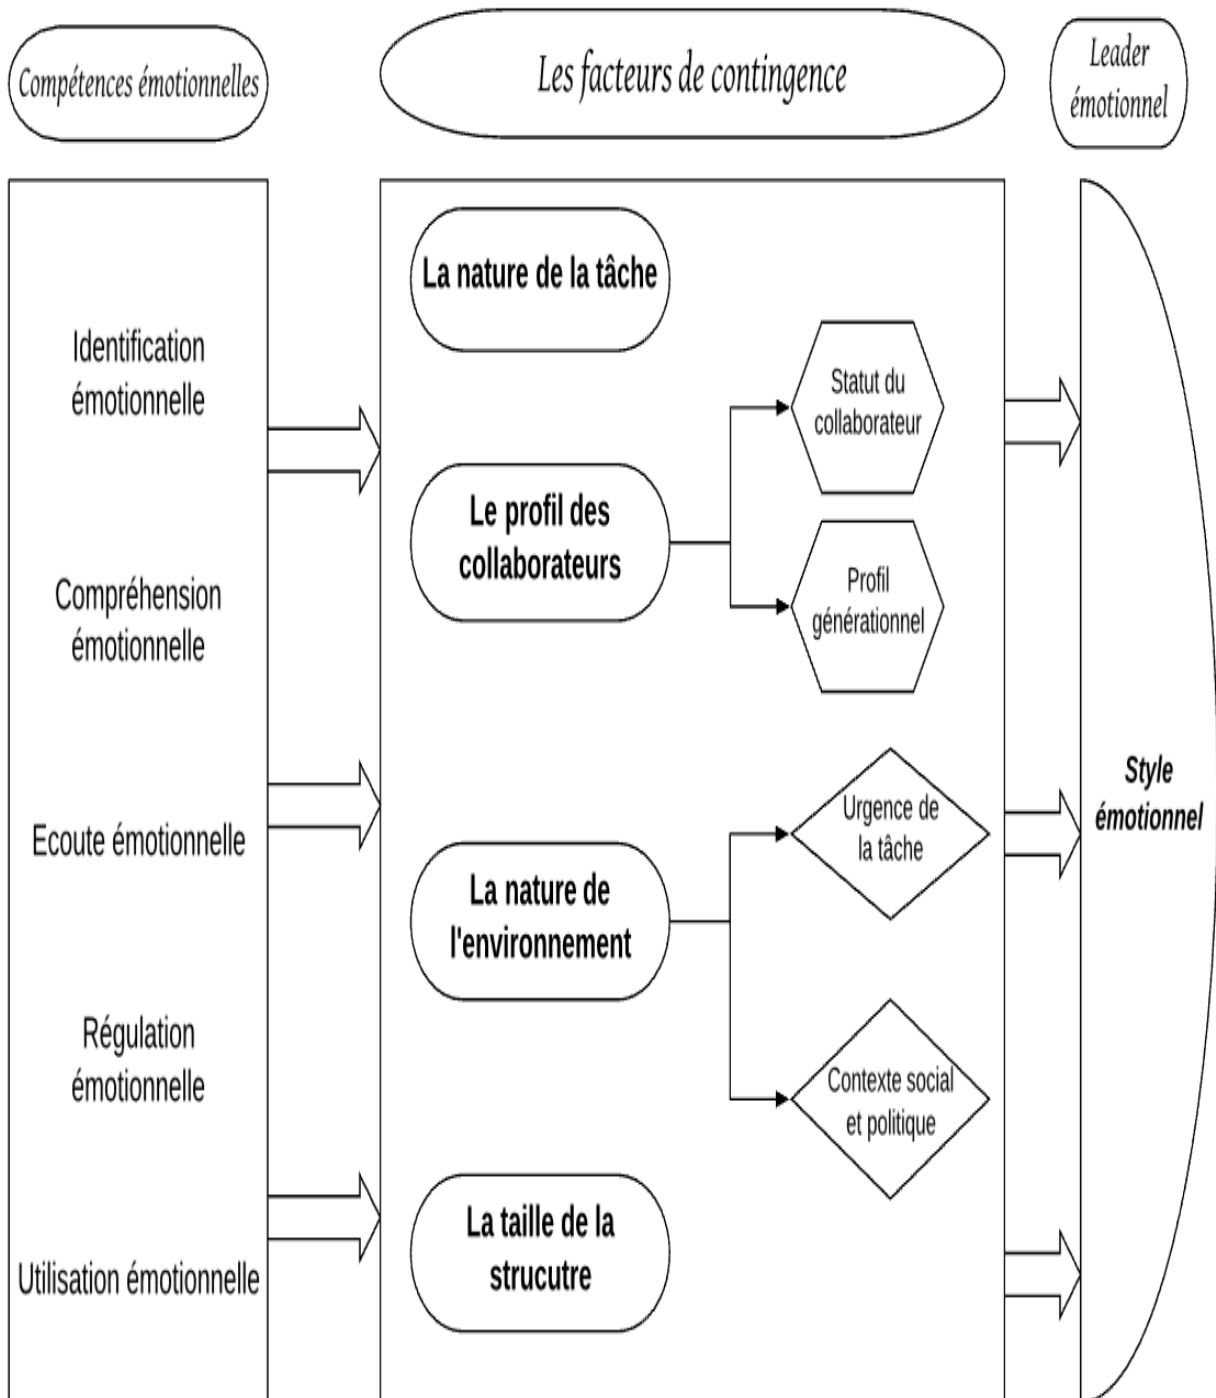 Compétences émotionnelles
Les facteurs de contingence
Leader
émotionnel
Identification
émotionnelle
Compréhension
émotionnelle
Ecoute émotionnelle
Régulation
émotionnelle
Utilisation émotionnelle
La nature de la tâche
Le profil des
collaborateurs
Statut du
collaborateur
Profil
générationnel
La nature de
l'environnement
Urgence de
la tâche
Contexte social
et politique
La taille de la
strucutre
Style
émotionnel